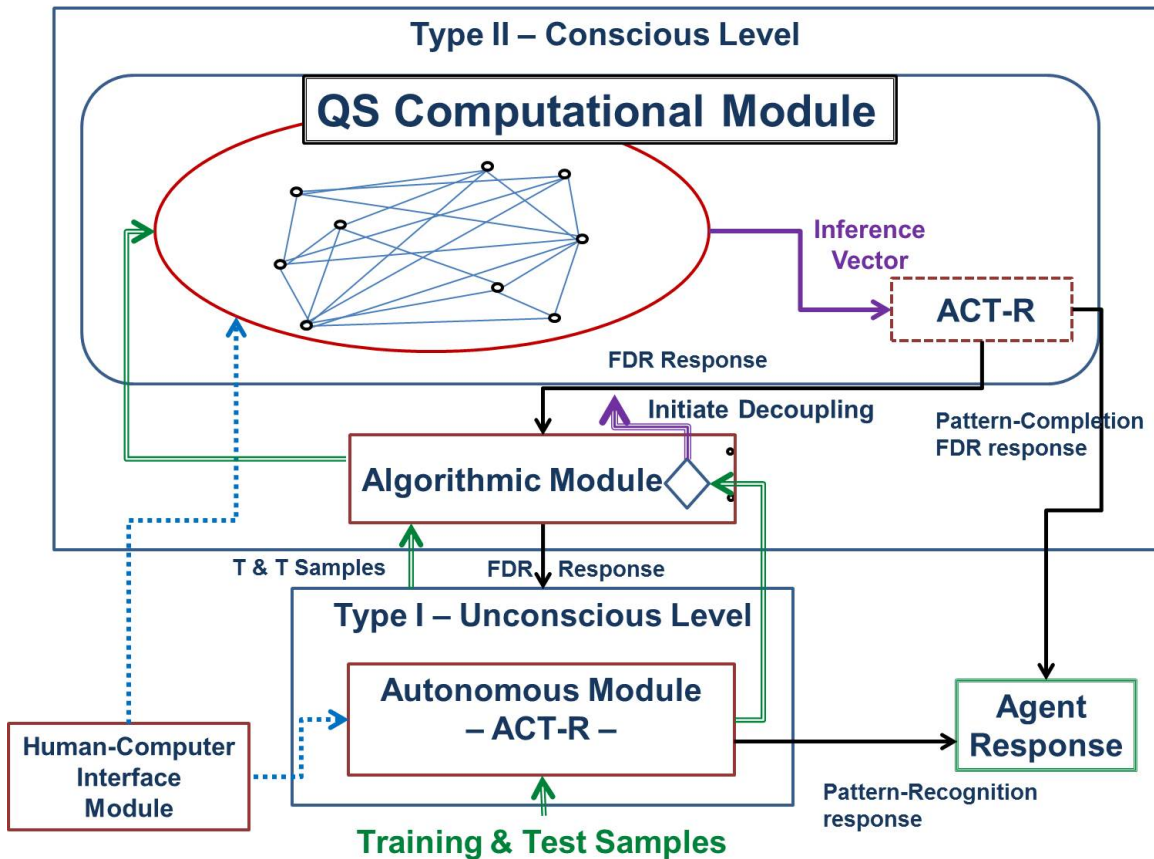 Type II – Conscious Level
QS Computational Module
Inference
Vector
ACT-R
FDR Response
Initiate Decoupling
Pattern-Completion
FDR response
Algorithmic Module
T & T Samples
FDR Response
Type I – Unconscious Level
Autonomous Module
– ACT-R –
Agent
Response
Human-Computer
Interface
Module
Pattern-Recognition
response
Training & Test Samples